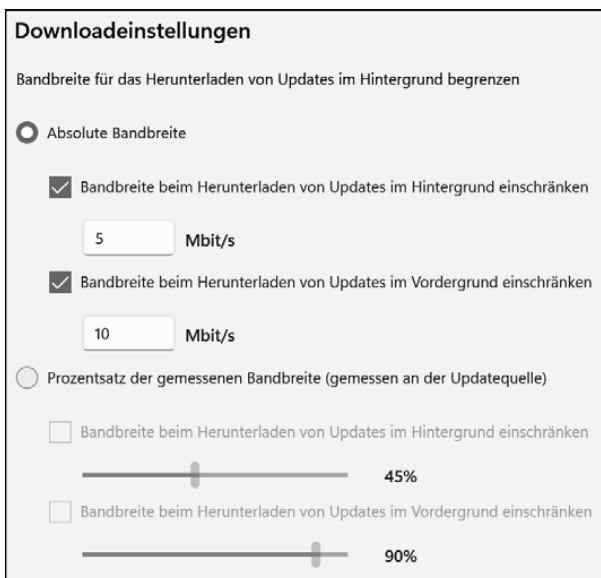 Downloadeinstellungen
Bandbreite für das Herunterladen von Updates im Hintergrund begrenzen
Absolute Bandbreite
Bandbreite beim Herunterladen von Updates im Hintergrund einschränken
5 Mbit/s
Bandbreite beim Herunterladen von Updates im Vordergrund einschränken
10 Mbit/s
Prozentsatz der gemessenen Bandbreite (gemessen an der Updatequelle)
Bandbreite beim Herunterladen von Updates im Hintergrund einschränken
45%
Bandbreite beim Herunterladen von Updates im Vordergrund einschränken
90%